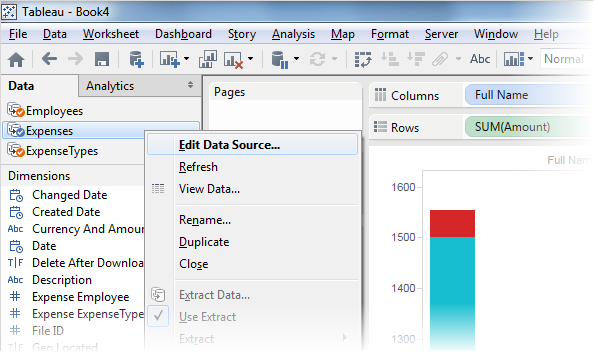 Tableau - Book4
File Data Worksheet Dashboard Story Analysis Map Format Server Window
Abc Normal
Data Analytics
Pages
Columns Full Name
Rows SUM(Amount)
Employees
Expenses
ExpenseTypes
Dimensions
Changed Date
Created Date
Abc Currency And Amou
Date
T|F Delete After Downloa
Abc Description
# Expense Employee
# Expense ExpenseType
# File ID
T|F Geo Located
Edit Data Source...
Refresh
View Data...
Rename...
Duplicate
Close
Extract Data...
Use Extract
Extract
Full Nam
1600
1500
1400
1300